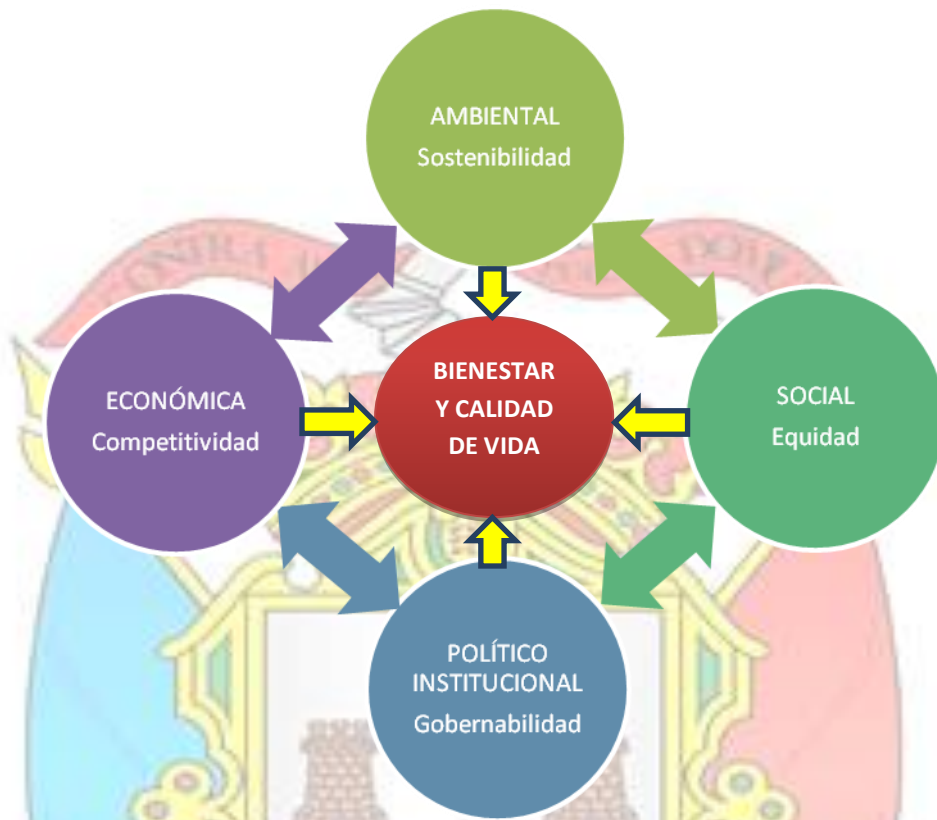 AMBIENTAL
Sostenibilidad
ECONÓMICA
Competitividad
BIENESTAR
Y CALIDAD
DE VIDA
SOCIAL
Equidad
POLÍTICO
INSTITUCIONAL
Gobernabilidad